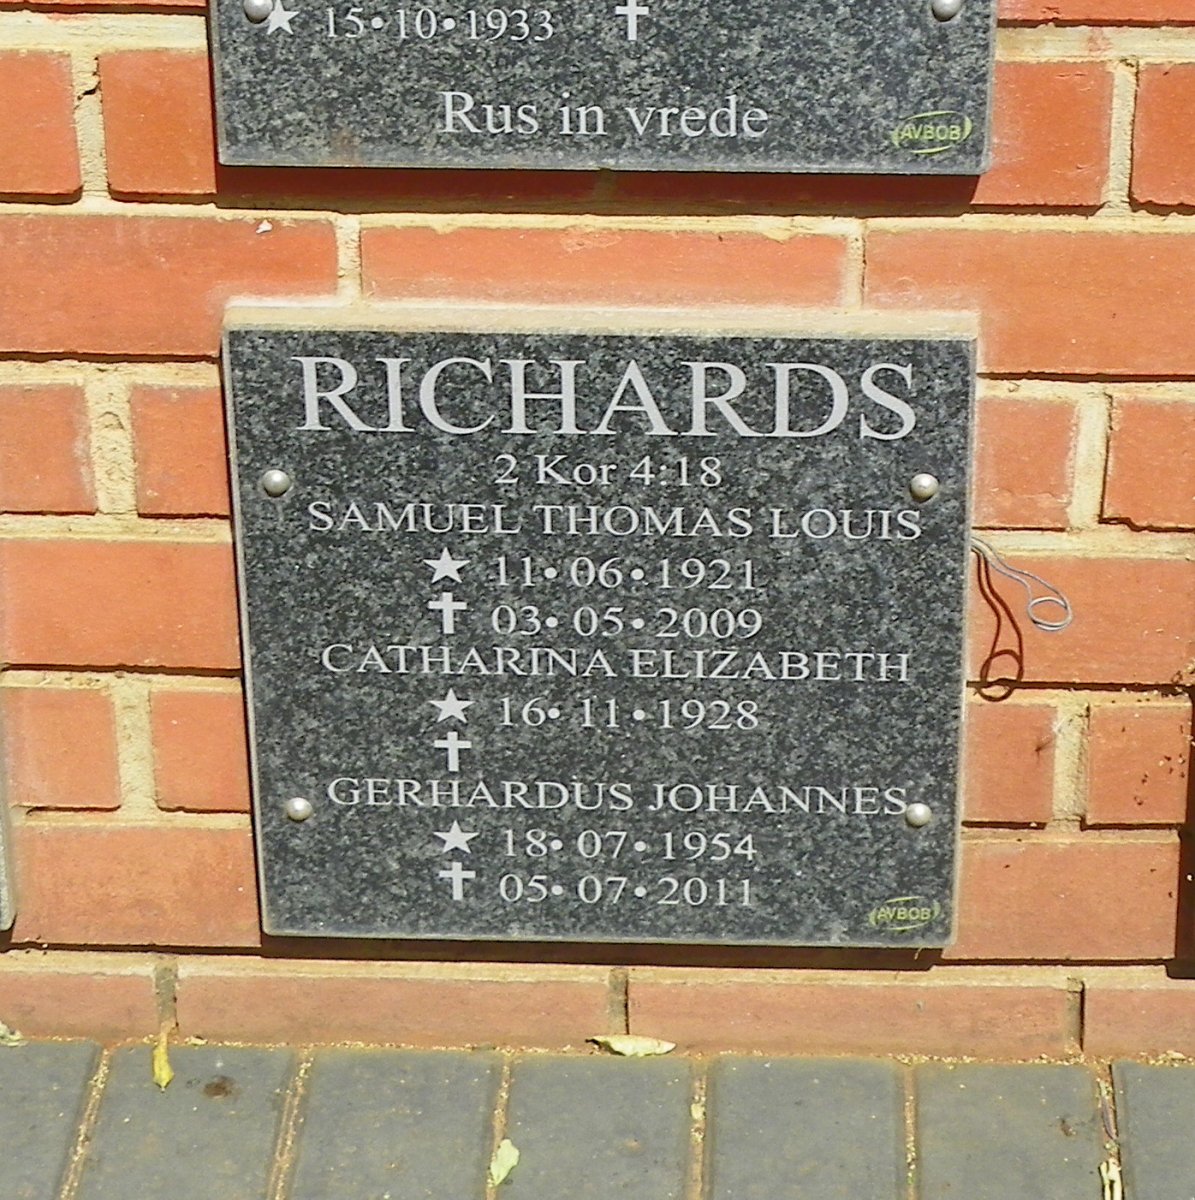 ★ 15•10•1933 ✝
Rus in vrede
AVBOB
RICHARDS
2 Kor 4:18
SAMUEL THOMAS LOUIS
★ 11•06•1921
✝ 03•05•2009
CATHARINA ELIZABETH
★ 16•11•1928
✝
GERHARDUS JOHANNES
★ 18•07•1954
✝ 05•07•2011
AVBOB